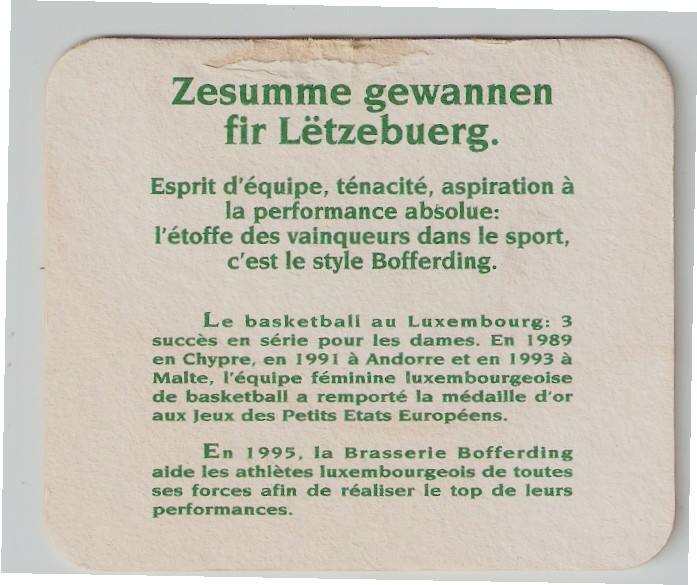 Zesumme gewannen
fir Lëtzebuerg.
Esprit d'équipe, ténacité, aspiration à
la performance absolue:
l'étoffe des vainqueurs dans le sport,
c'est le style Bofferding.
Le basketball au Luxembourg: 3
succès en série pour les dames. En 1989
en Chypre, en 1991 à Andorre et en 1993 à
Malte, l'équipe féminine luxembourgeoise
de basketball a remporté la médaille d'or
aux Jeux des Petits Etats Européens.
En 1995, la Brasserie Bofferding
aide les athlètes luxembourgeois de toutes
ses forces afin de réaliser le top de leurs
performances.